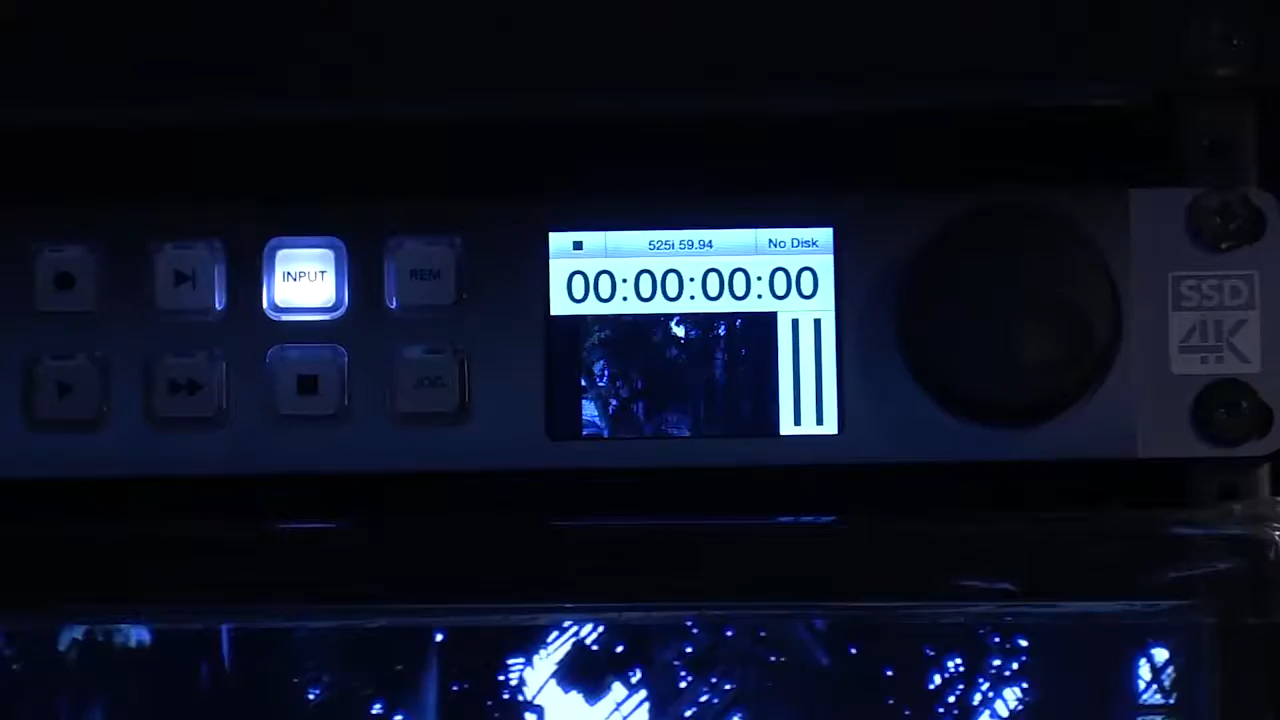 INPUT
REM
JOG
525i 59.94
No Disk
00:00:00:00
SSD
4K